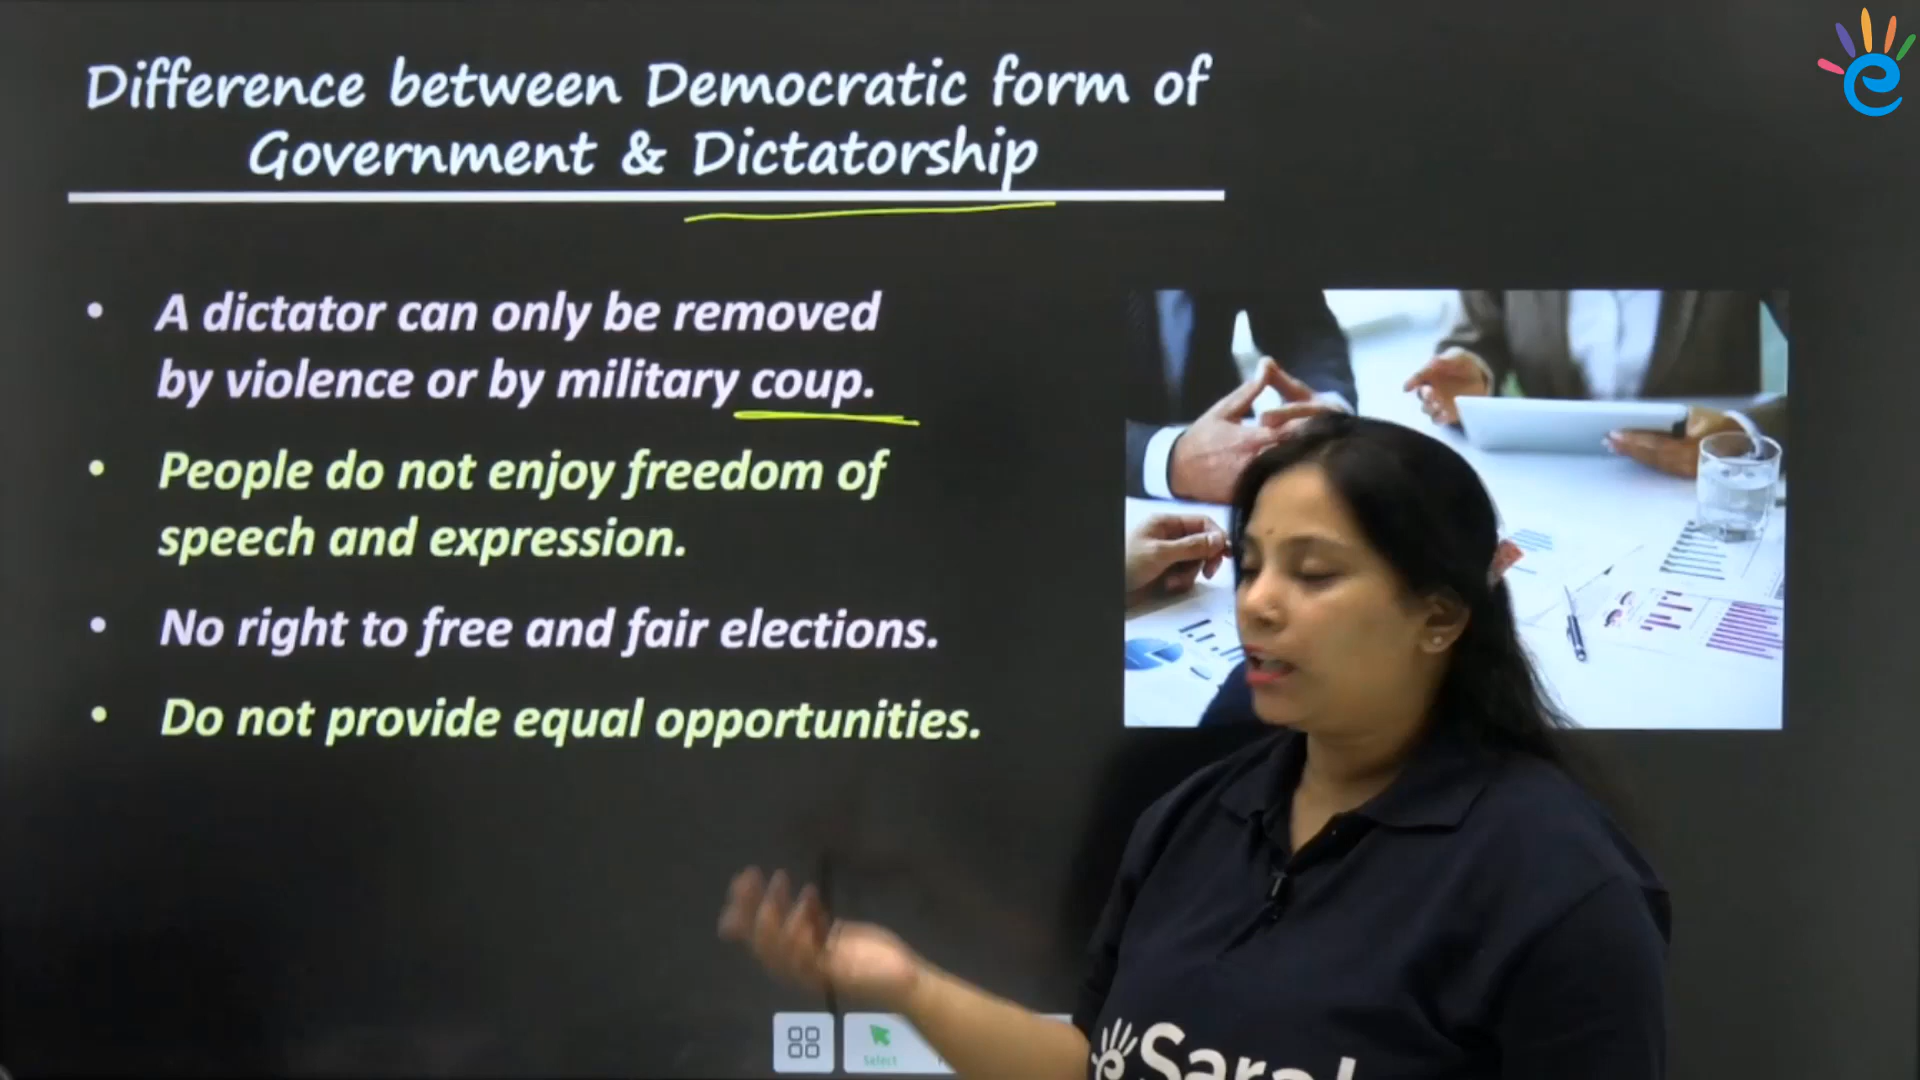 Difference between Democratic form of
Government & Dictatorship
• A dictator can only be removed
by violence or by military coup.
• People do not enjoy freedom of
speech and expression.
• No right to free and fair elections.
• Do not provide equal opportunities.
Select